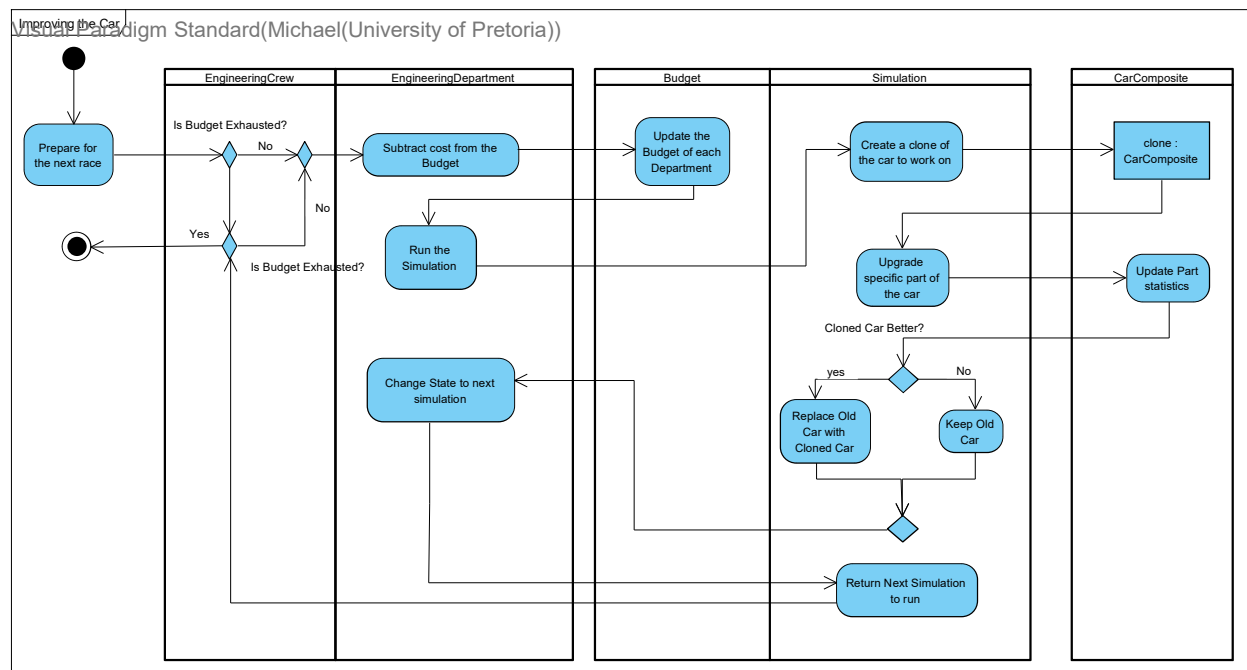 Improving the Car
Visual Paradigm Standard(Michael(University of Pretoria))
EngineeringCrew
EngineeringDepartment
Budget
Simulation
CarComposite
Is Budget Exhausted?
No
Prepare for
the next race
Subtract cost from the
Budget
Update the
Budget of each
Department
Create a clone of
the car to work on
clone :
CarComposite
No
Yes
Is Budget Exhausted?
Run the
Simulation
Upgrade
specific part of
the car
Update Part
statistics
Cloned Car Better?
yes
No
Change State to next
simulation
Replace Old
Car with
Cloned Car
Keep Old
Car
Return Next Simulation
to run